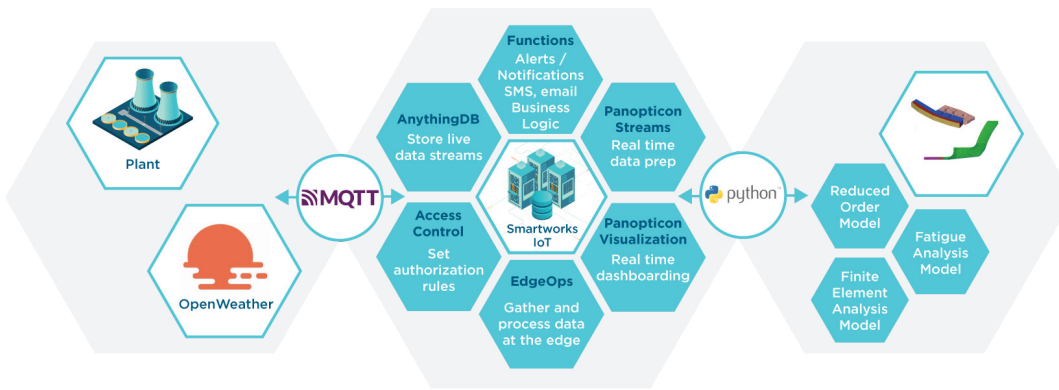 Plant
OpenWeather
MQTT
AnythingDB
Store live
data streams
Functions
Alerts /
Notifications
SMS, email
Business
Logic
Panopticon
Streams
Real time
data prep
Smartworks
IoT
Access
Control
Set
authorization
rules
EdgeOps
Gather and
process data
at the edge
Panopticon
Visualization
Real time
dashboarding
python™
Reduced
Order
Model
Fatigue
Analysis
Model
Finite
Element
Analysis
Model